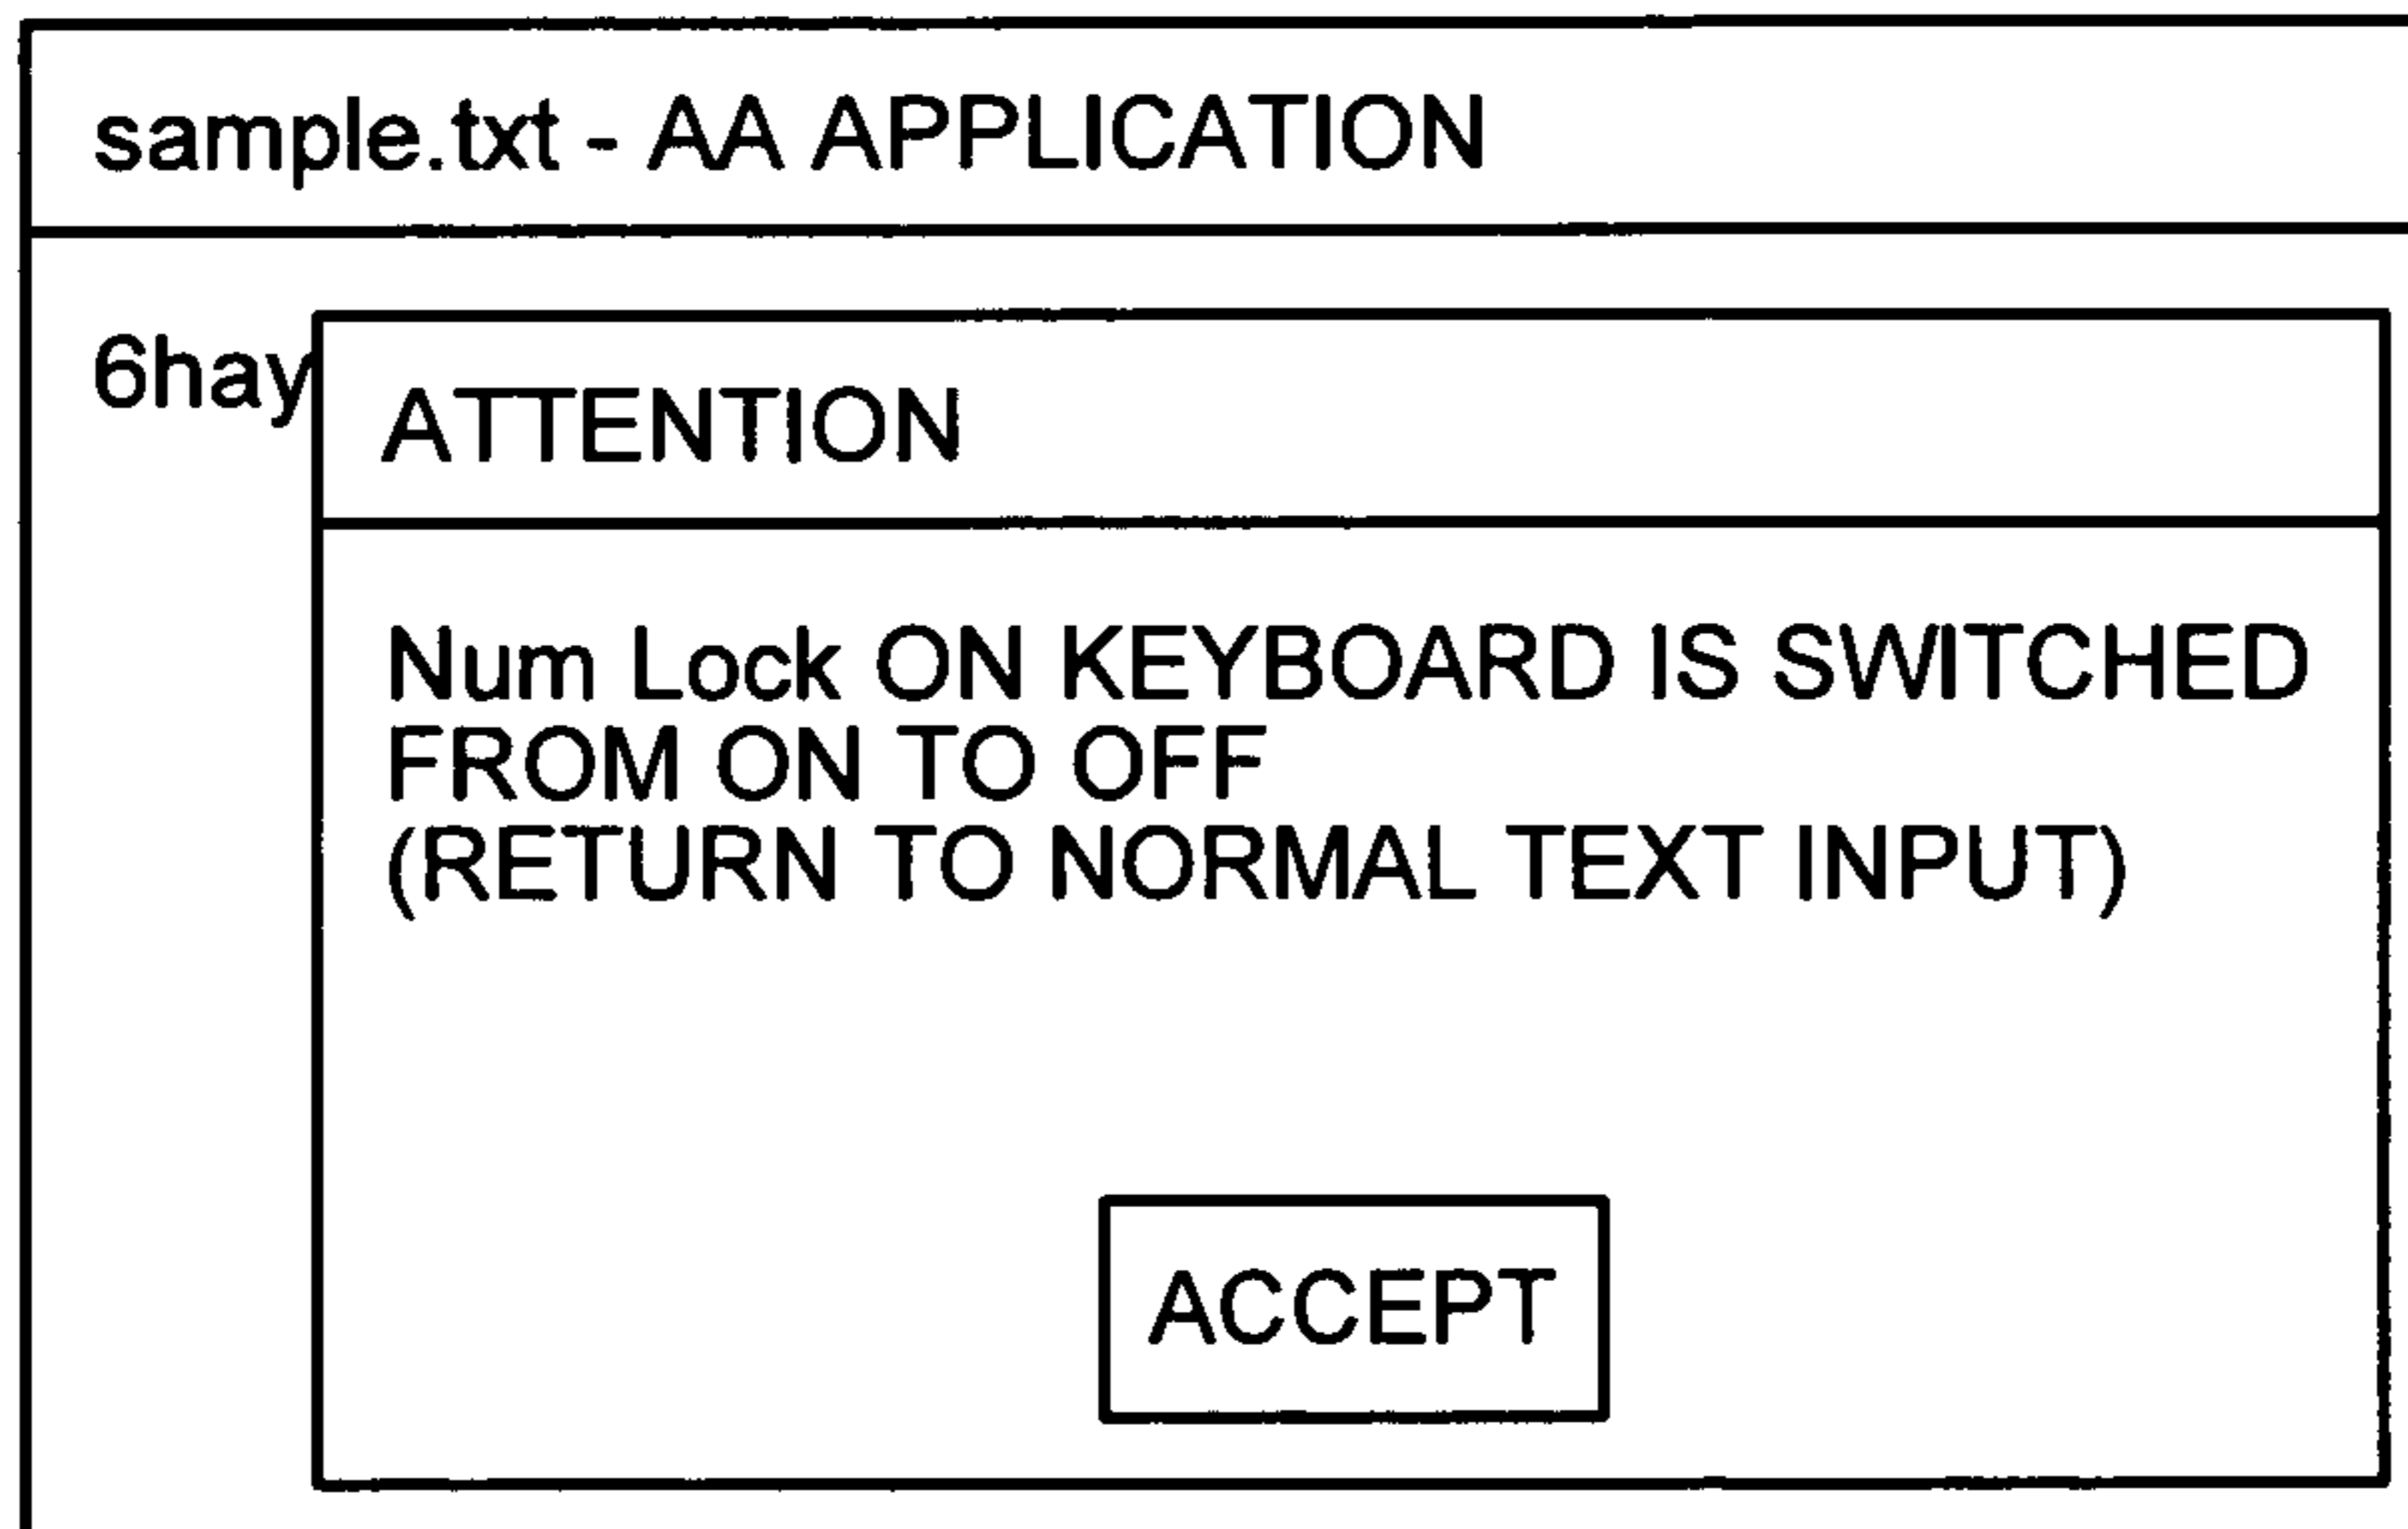 sample.txt - AA APPLICATION
6hay
ATTENTION
Num Lock ON KEYBOARD IS SWITCHED
FROM ON TO OFF
(RETURN TO NORMAL TEXT INPUT)
ACCEPT